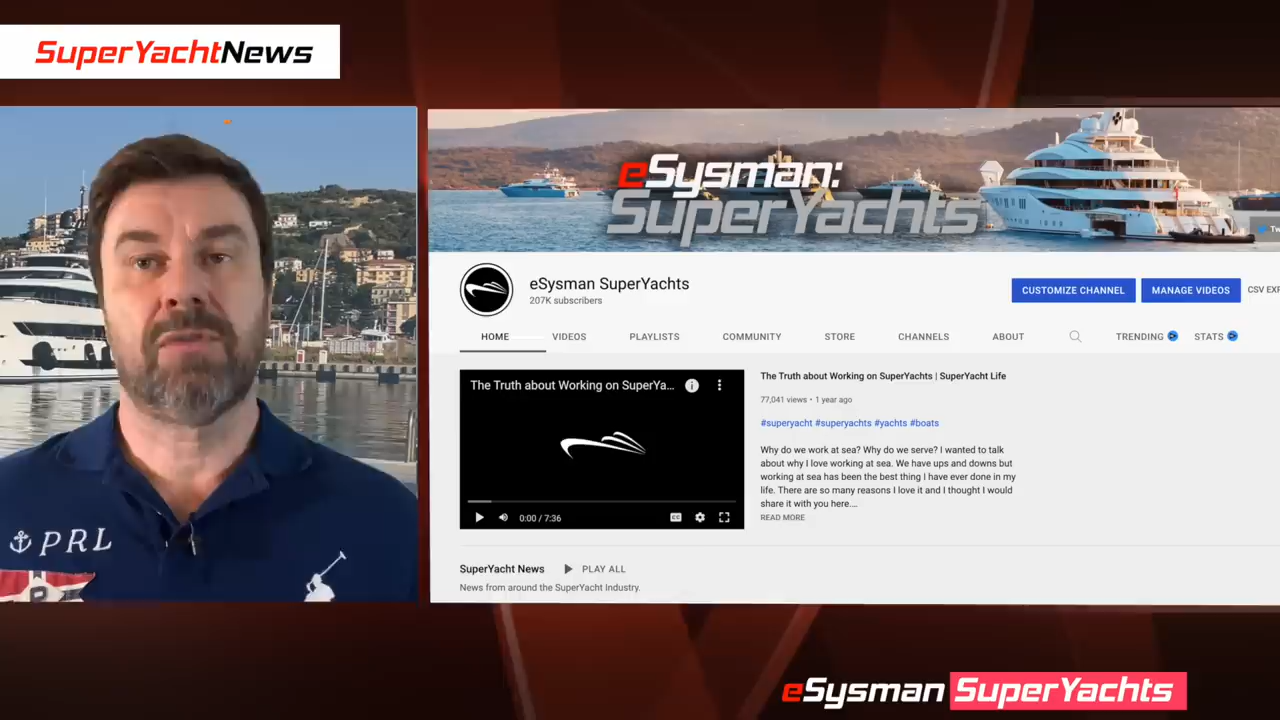 SuperYachtNews
eSysman:
SuperYachts
Tw
eSysman SuperYachts
207K subscribers
CUSTOMIZE CHANNEL
MANAGE VIDEOS
CSV EXP
HOME
VIDEOS
PLAYLISTS
COMMUNITY
STORE
CHANNELS
ABOUT
TRENDING
STATS
The Truth about Working on SuperYa...
The Truth about Working on SuperYachts | SuperYacht Life
77,041 views • 1 year ago
#superyacht #superyachts #yachts #boats
Why do we work at sea? Why do we serve? I wanted to talk
about why I love working at sea. We have ups and downs but
working at sea has been the best thing I have ever done in my
life. There are so many reasons I love it and I thought I would
share it with you here....
READ MORE
0:00 / 7:36
CC
PRL
SuperYacht News
PLAY ALL
News from around the SuperYacht Industry.
eSysman SuperYachts